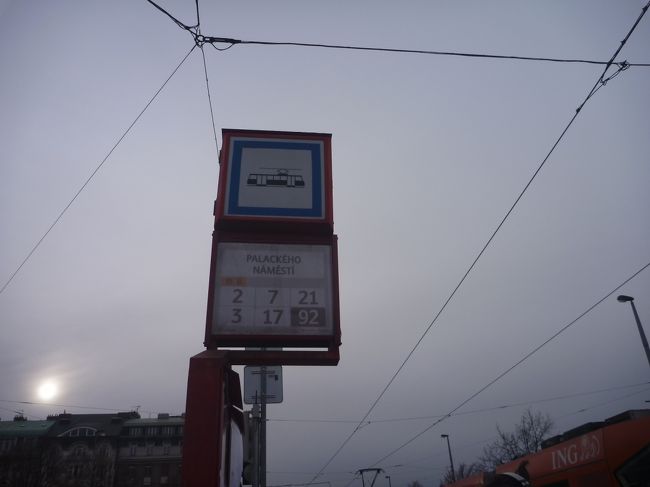 PALACKÉHO
NÁMĚSTÍ
2 7 21
3 17 92
ING